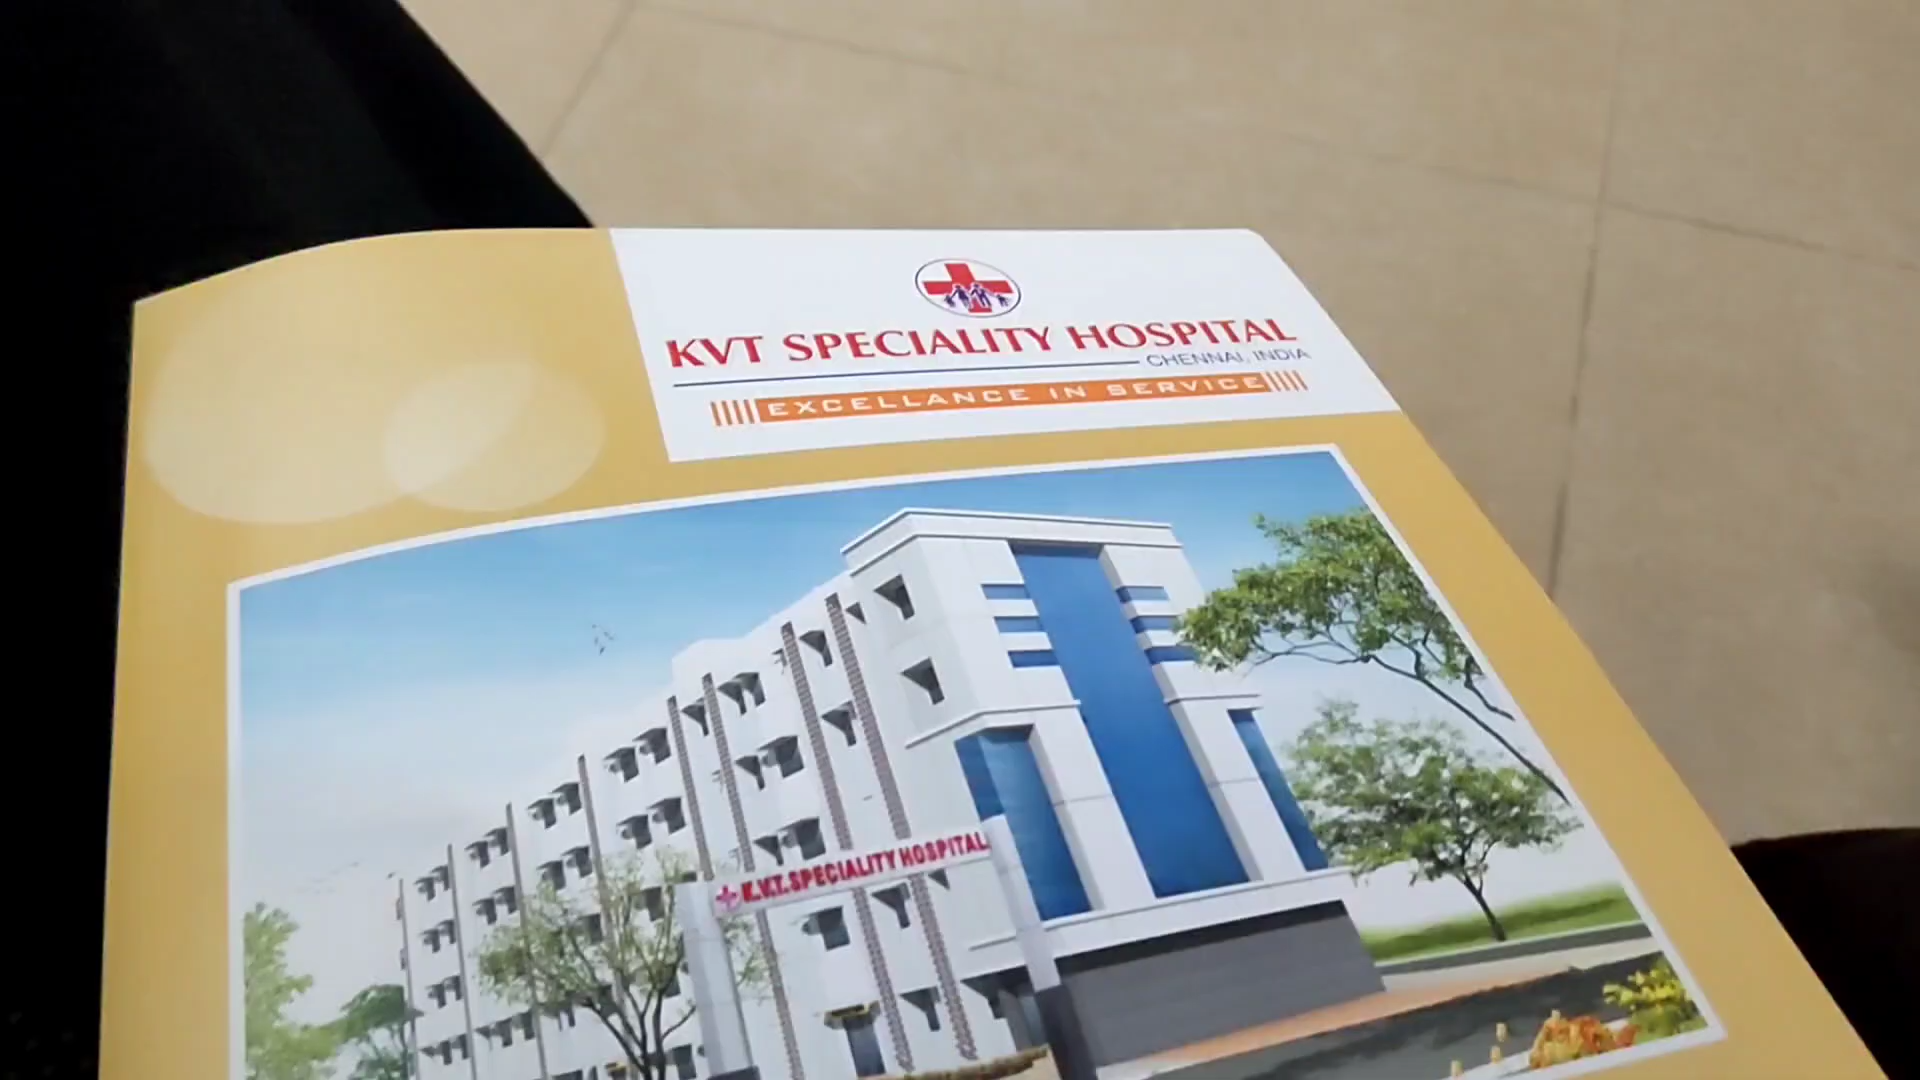 KVT SPECIALITY HOSPITAL
CHENNAI, INDIA
EXCELLANCE IN SERVICE
K.V.T. SPECIALITY HOSPITAL